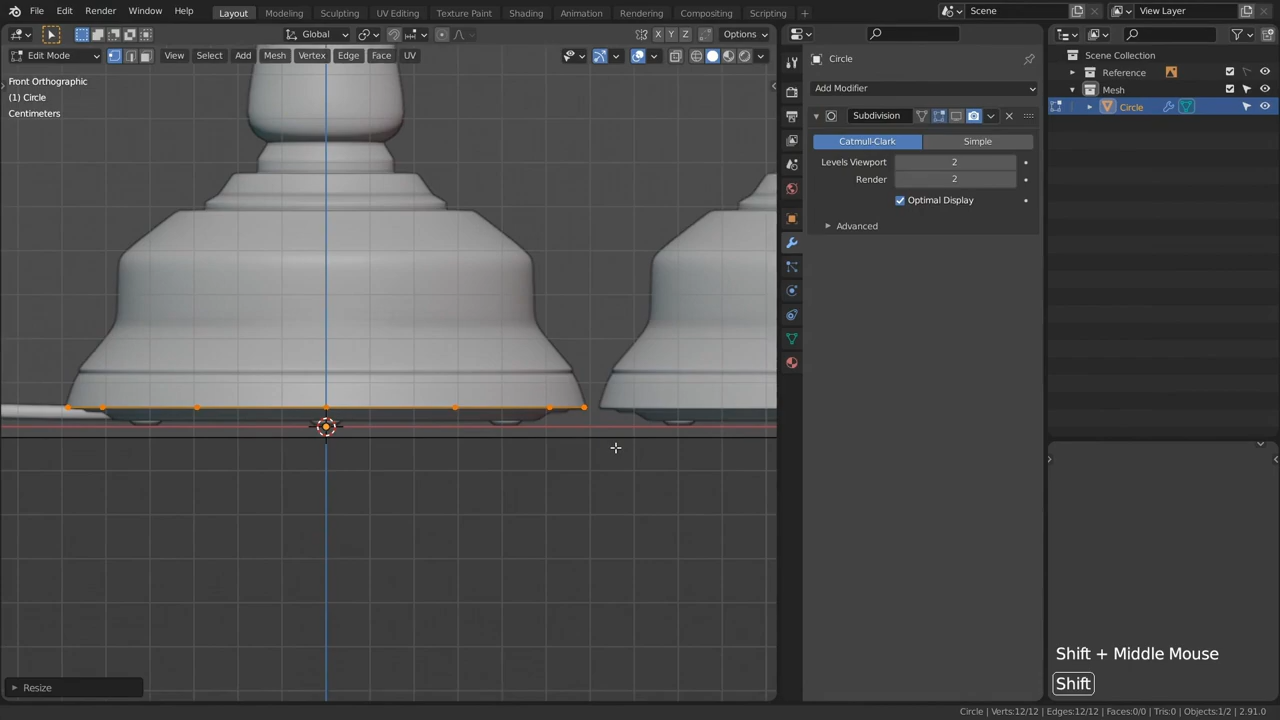 File Edit Render Window Help Layout Modeling Sculpting UV Editing Texture Paint Shading Animation Rendering Compositing Scripting + Scene View Layer
Global X Y Z Options
Edit Mode View Select Add Mesh Vertex Edge Face UV
Front Orthographic
(1) Circle
Centimeters
Circle
Add Modifier
Subdivision
Catmull-Clark Simple
Levels Viewport 2
Render 2
Optimal Display
Advanced
Scene Collection
Reference
Mesh
Circle
Shift + Middle Mouse
Shift
Resize
Circle | Verts:12/12 | Edges:12/12 | Faces:0/0 | Tris:0 | Objects:1/2 | 2.91.0